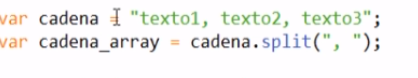 var cadena = "texto1, texto2, texto3";
var cadena_array = cadena.split(", ");